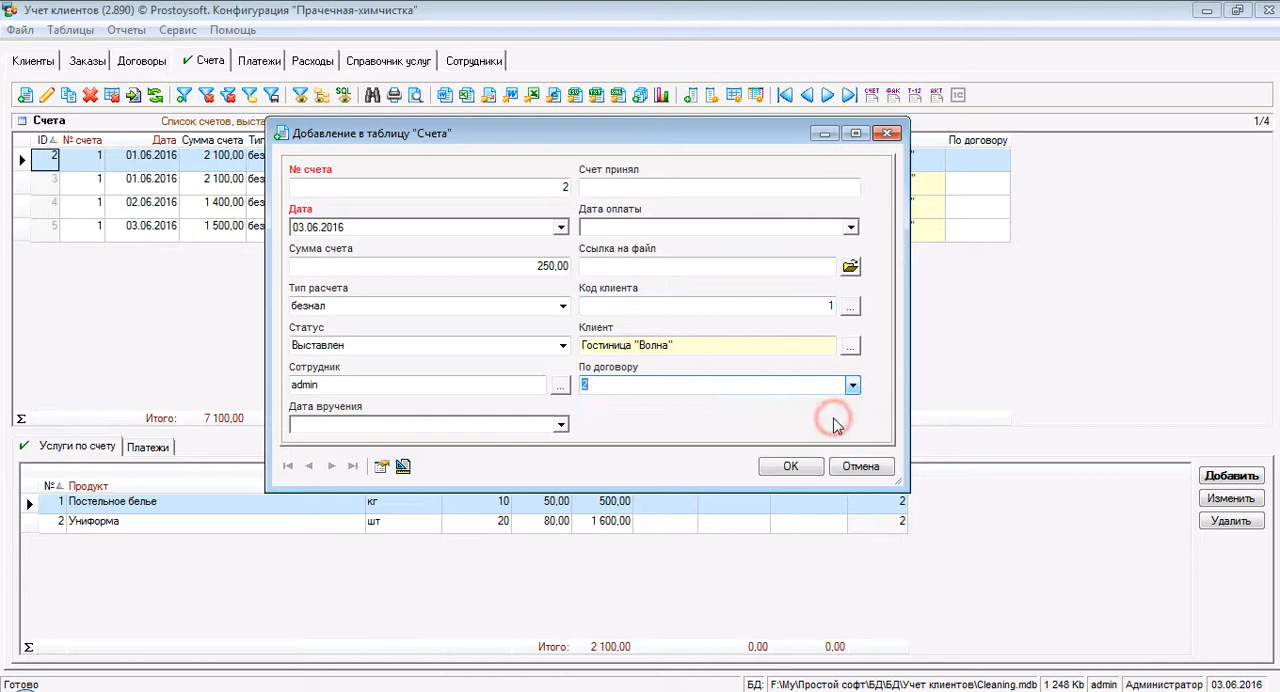 Учет клиентов (2.890) © Prostoysoft. Конфигурация "Прачечная-химчистка"
Файл Таблицы Отчеты Сервис Помощь
Клиенты Заказы Договоры Счета Платежи Расходы Справочник услуг Сотрудники
SQL СЧЕТ ФАК Т-12 АКТ 1С
Счета Список счетов, выста 1/4
ID № счета Дата Сумма счета Тип По договору
2 1 01.06.2016 2 100,00 без
3 1 01.06.2016 2 100,00 без
4 1 02.06.2016 1 400,00 без
5 1 03.06.2016 1 500,00 без
Итого: 7 100,00
Добавление в таблицу "Счета"
№ счета Счет принял
2
Дата Дата оплаты
03.06.2016
Сумма счета Ссылка на файл
250,00
Тип расчета Код клиента
безнал 1 ...
Статус Клиент
Выставлен Гостиница "Волна" ...
Сотрудник По договору
admin ... 2
Дата вручения
OK Отмена
Услуги по счету Платежи
№ Продукт
1 Постельное белье кг 10 50,00 500,00 2
2 Униформа шт 20 80,00 1 600,00 2
Добавить
Изменить
Удалить
Σ Итого: 2 100,00 0,00 0,00
Готово БД: F:\My\Простой софт\БД\БД\Учет клиентов\Cleaning.mdb 1 248 Kb admin Администратор 03.06.2016